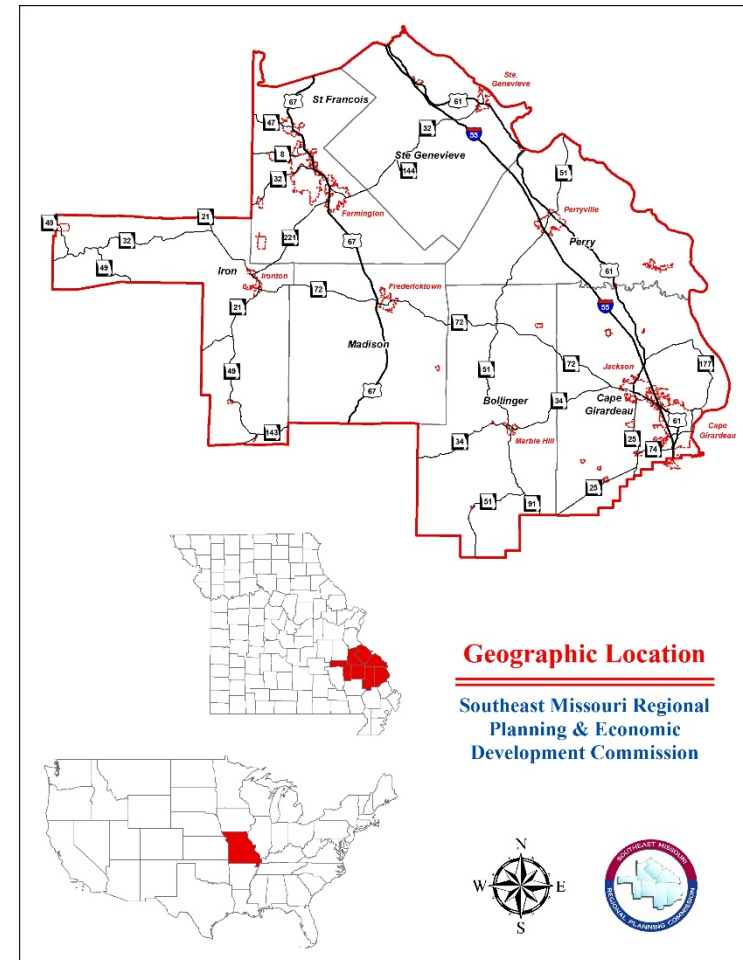 Ste.
Genevieve
67
St Francois
61
47
32
55
8
Ste Genevieve
144
51
32
Farmington
Perryville
49
21
32
221
67
Perry
49
Iron
Ironton
61
72
Fredericktown
55
21
72
Madison
72
Jackson
177
49
51
67
Bollinger
34
Cape
Girardeau
61
Cape
Girardeau
143
34
Marble Hill
25
74
25
51
91
Geographic Location
Southeast Missouri Regional
Planning & Economic
Development Commission
N
W
E
S
SOUTHEAST MISSOURI
REGIONAL PLANNING COMMISSION